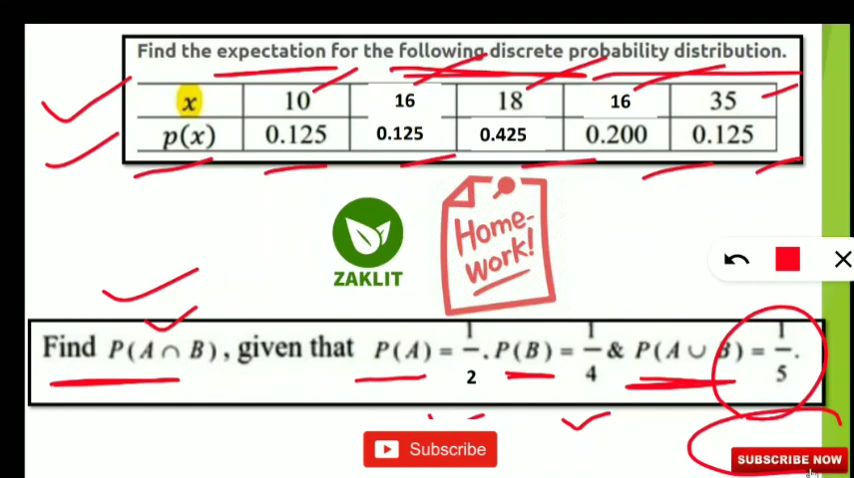 Find the expectation for the following discrete probability distribution.
x 10 16 18 16 35
p(x) 0.125 0.125 0.425 0.200 0.125
ZAKLIT
Home-
work!
Find P(A ∩ B), given that P(A) = 1/2, P(B) = 1/4 & P(A ∪ B) = 1/5.
Subscribe
SUBSCRIBE NOW